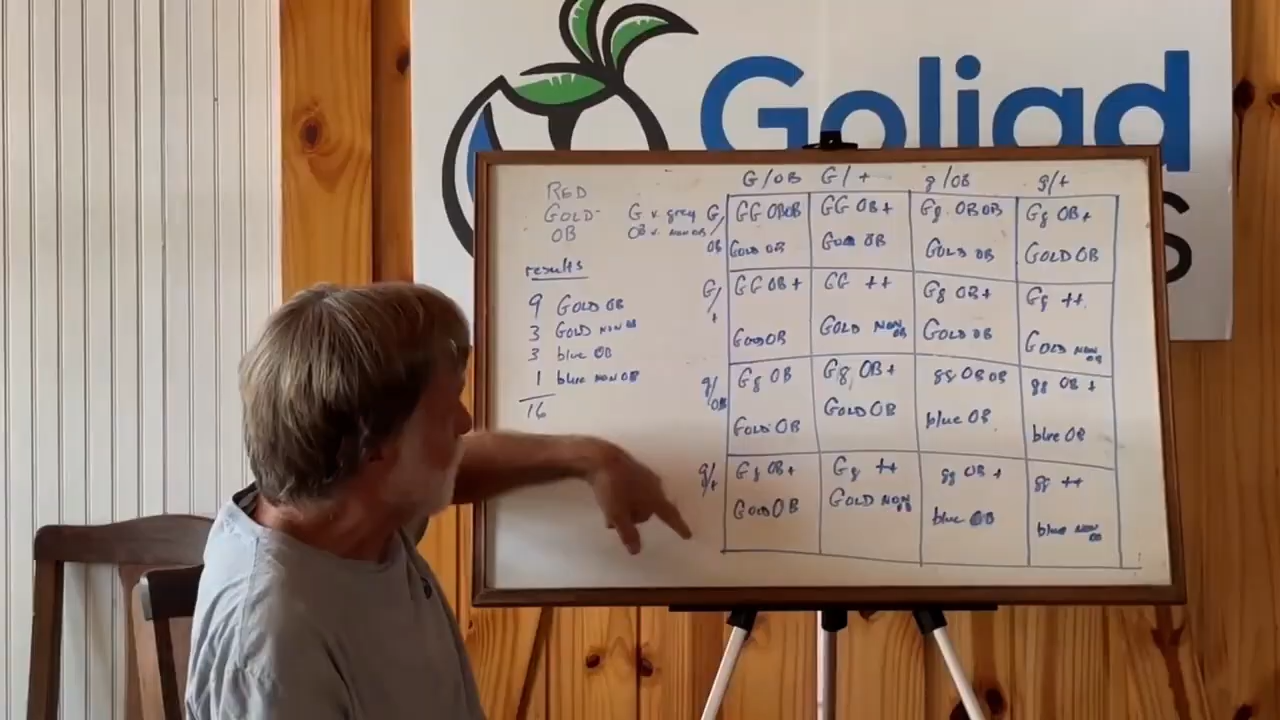 Goliad
S
RED
GOLD-
OB
G v. grey
OB v. non OB
results
9 GOLD OB
3 GOLD NON OB
3 blue OB
1 blue NON OB
16
G/OB G/+ g/OB g/+
G/OB
GG OBOB GG OB+ Gg OBOB Gg OB+
GOLD OB GOLD OB GOLD OB GOLD OB
G/+
GG OB+ GG ++ Gg OB+ Gg ++
GOLD OB GOLD NON OB GOLD OB GOLD NON OB
g/OB
Gg OB Gg OB+ gg OBOB gg OB+
GOLD OB GOLD OB blue OB blue OB
g/+
Gg OB+ Gg ++ gg OB+ gg ++
GOLD OB GOLD NON OB blue OB blue NON OB